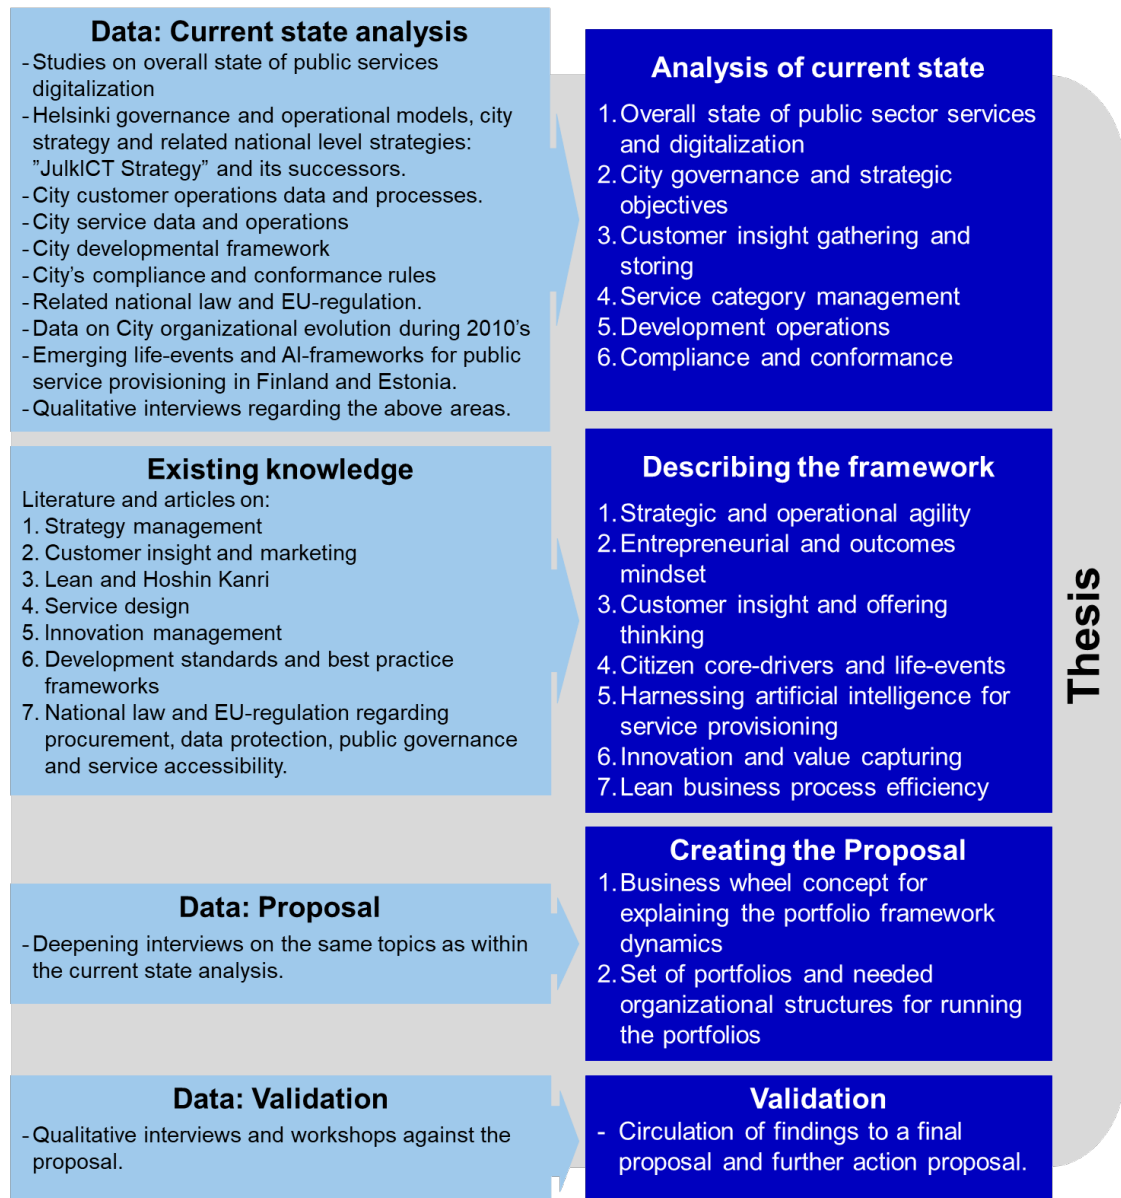 Data: Current state analysis
-Studies on overall state of public services
digitalization
-Helsinki governance and operational models, city
strategy and related national level strategies:
”JulkICT Strategy” and its successors.
-City customer operations data and processes.
-City service data and operations
-City developmental framework
-City’s compliance and conformance rules
-Related national law and EU-regulation.
-Data on City organizational evolution during 2010’s
-Emerging life-events and AI-frameworks for public
service provisioning in Finland and Estonia.
-Qualitative interviews regarding the above areas.
Analysis of current state
1. Overall state of public sector services
and digitalization
2. City governance and strategic
objectives
3. Customer insight gathering and
storing
4. Service category management
5. Development operations
6. Compliance and conformance
Existing knowledge
Literature and articles on:
1. Strategy management
2. Customer insight and marketing
3. Lean and Hoshin Kanri
4. Service design
5. Innovation management
6. Development standards and best practice
frameworks
7. National law and EU-regulation regarding
procurement, data protection, public governance
and service accessibility.
Describing the framework
1. Strategic and operational agility
2. Entrepreneurial and outcomes
mindset
3. Customer insight and offering
thinking
4. Citizen core-drivers and life-events
5. Harnessing artificial intelligence for
service provisioning
6. Innovation and value capturing
7. Lean business process efficiency
Data: Proposal
-Deepening interviews on the same topics as within
the current state analysis.
Creating the Proposal
1. Business wheel concept for
explaining the portfolio framework
dynamics
2. Set of portfolios and needed
organizational structures for running
the portfolios
Data: Validation
-Qualitative interviews and workshops against the
proposal.
Validation
- Circulation of findings to a final
proposal and further action proposal.
Thesis